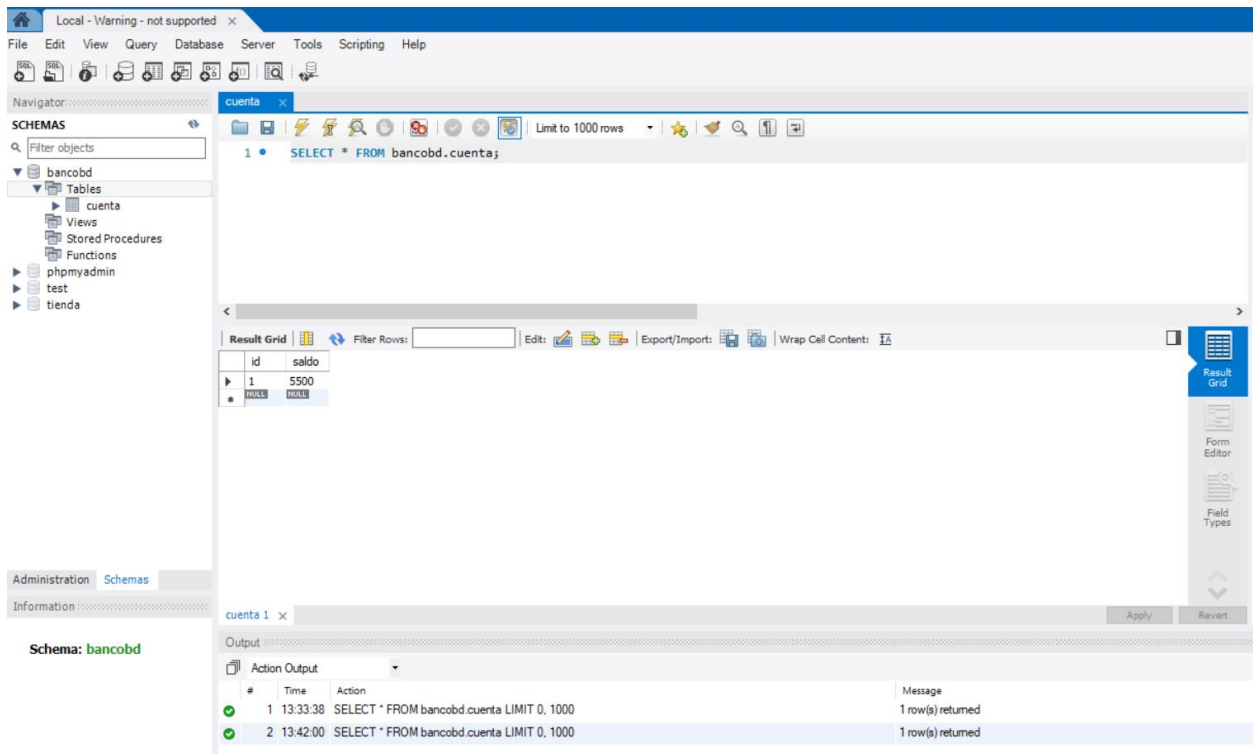 Local - Warning - not supported
File Edit View Query Database Server Tools Scripting Help
Navigator
SCHEMAS
Filter objects
bancobd
Tables
cuenta
Views
Stored Procedures
Functions
phpmyadmin
test
tienda
Administration Schemas
Information
Schema: bancobd
cuenta
Limit to 1000 rows
1 SELECT * FROM bancobd.cuenta;
Result Grid Filter Rows: Edit: Export/Import: Wrap Cell Content:
id saldo
1 5500
NULL NULL
Result
Grid
Form
Editor
Field
Types
cuenta 1 Apply Revert
Output
Action Output
# Time Action Message
1 13:33:38 SELECT * FROM bancobd.cuenta LIMIT 0, 1000 1 row(s) returned
2 13:42:00 SELECT * FROM bancobd.cuenta LIMIT 0, 1000 1 row(s) returned